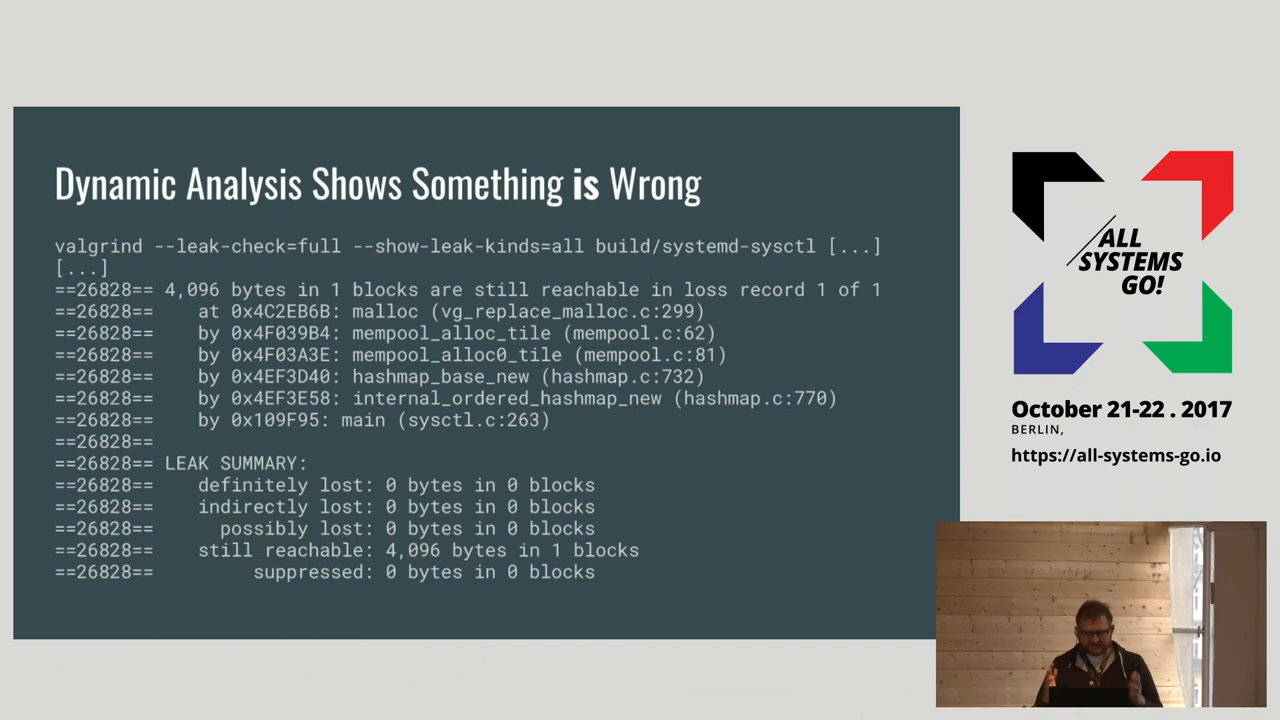 Dynamic Analysis Shows Something is Wrong
valgrind --leak-check=full --show-leak-kinds=all build/systemd-sysctl [...]
[...]
==26828== 4,096 bytes in 1 blocks are still reachable in loss record 1 of 1
==26828==    at 0x4C2EB6B: malloc (vg_replace_malloc.c:299)
==26828==    by 0x4F039B4: mempool_alloc_tile (mempool.c:62)
==26828==    by 0x4F03A3E: mempool_alloc0_tile (mempool.c:81)
==26828==    by 0x4EF3D40: hashmap_base_new (hashmap.c:732)
==26828==    by 0x4EF3E58: internal_ordered_hashmap_new (hashmap.c:770)
==26828==    by 0x109F95: main (sysctl.c:263)
==26828==
==26828== LEAK SUMMARY:
==26828==    definitely lost: 0 bytes in 0 blocks
==26828==    indirectly lost: 0 bytes in 0 blocks
==26828==      possibly lost: 0 bytes in 0 blocks
==26828==    still reachable: 4,096 bytes in 1 blocks
==26828==         suppressed: 0 bytes in 0 blocks
ALL
SYSTEMS
GO!
October 21-22 . 2017
BERLIN,
https://all-systems-go.io